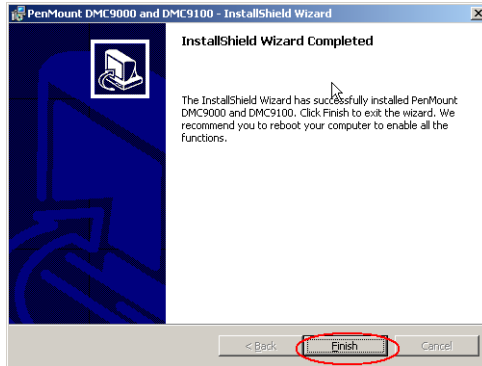 PenMount DMC9000 and DMC9100 - InstallShield Wizard
InstallShield Wizard Completed
The InstallShield Wizard has successfully installed PenMount
DMC9000 and DMC9100. Click Finish to exit the wizard. We
recommend you to reboot your computer to enable all the
functions.
< Back Finish Cancel